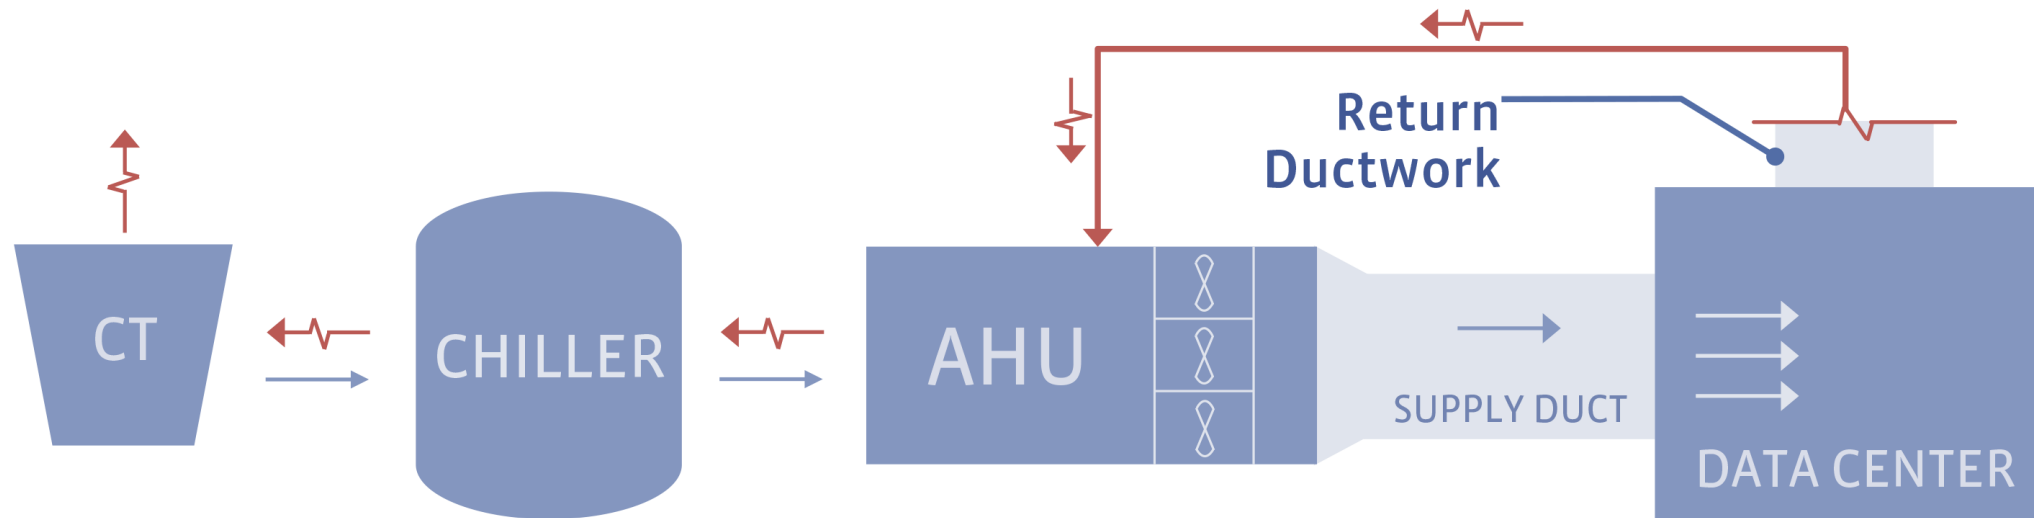 Return
Ductwork
CT
CHILLER
AHU
SUPPLY DUCT
DATA CENTER